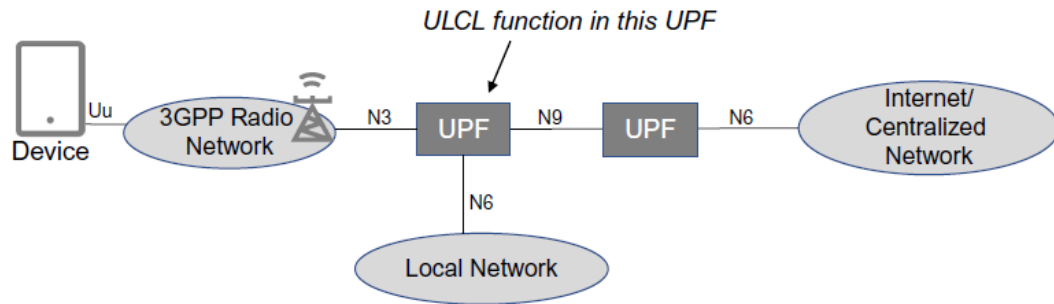 ULCL function in this UPF
Uu
Device
3GPP Radio
Network
N3
UPF
N9
UPF
N6
Internet/
Centralized
Network
N6
Local Network